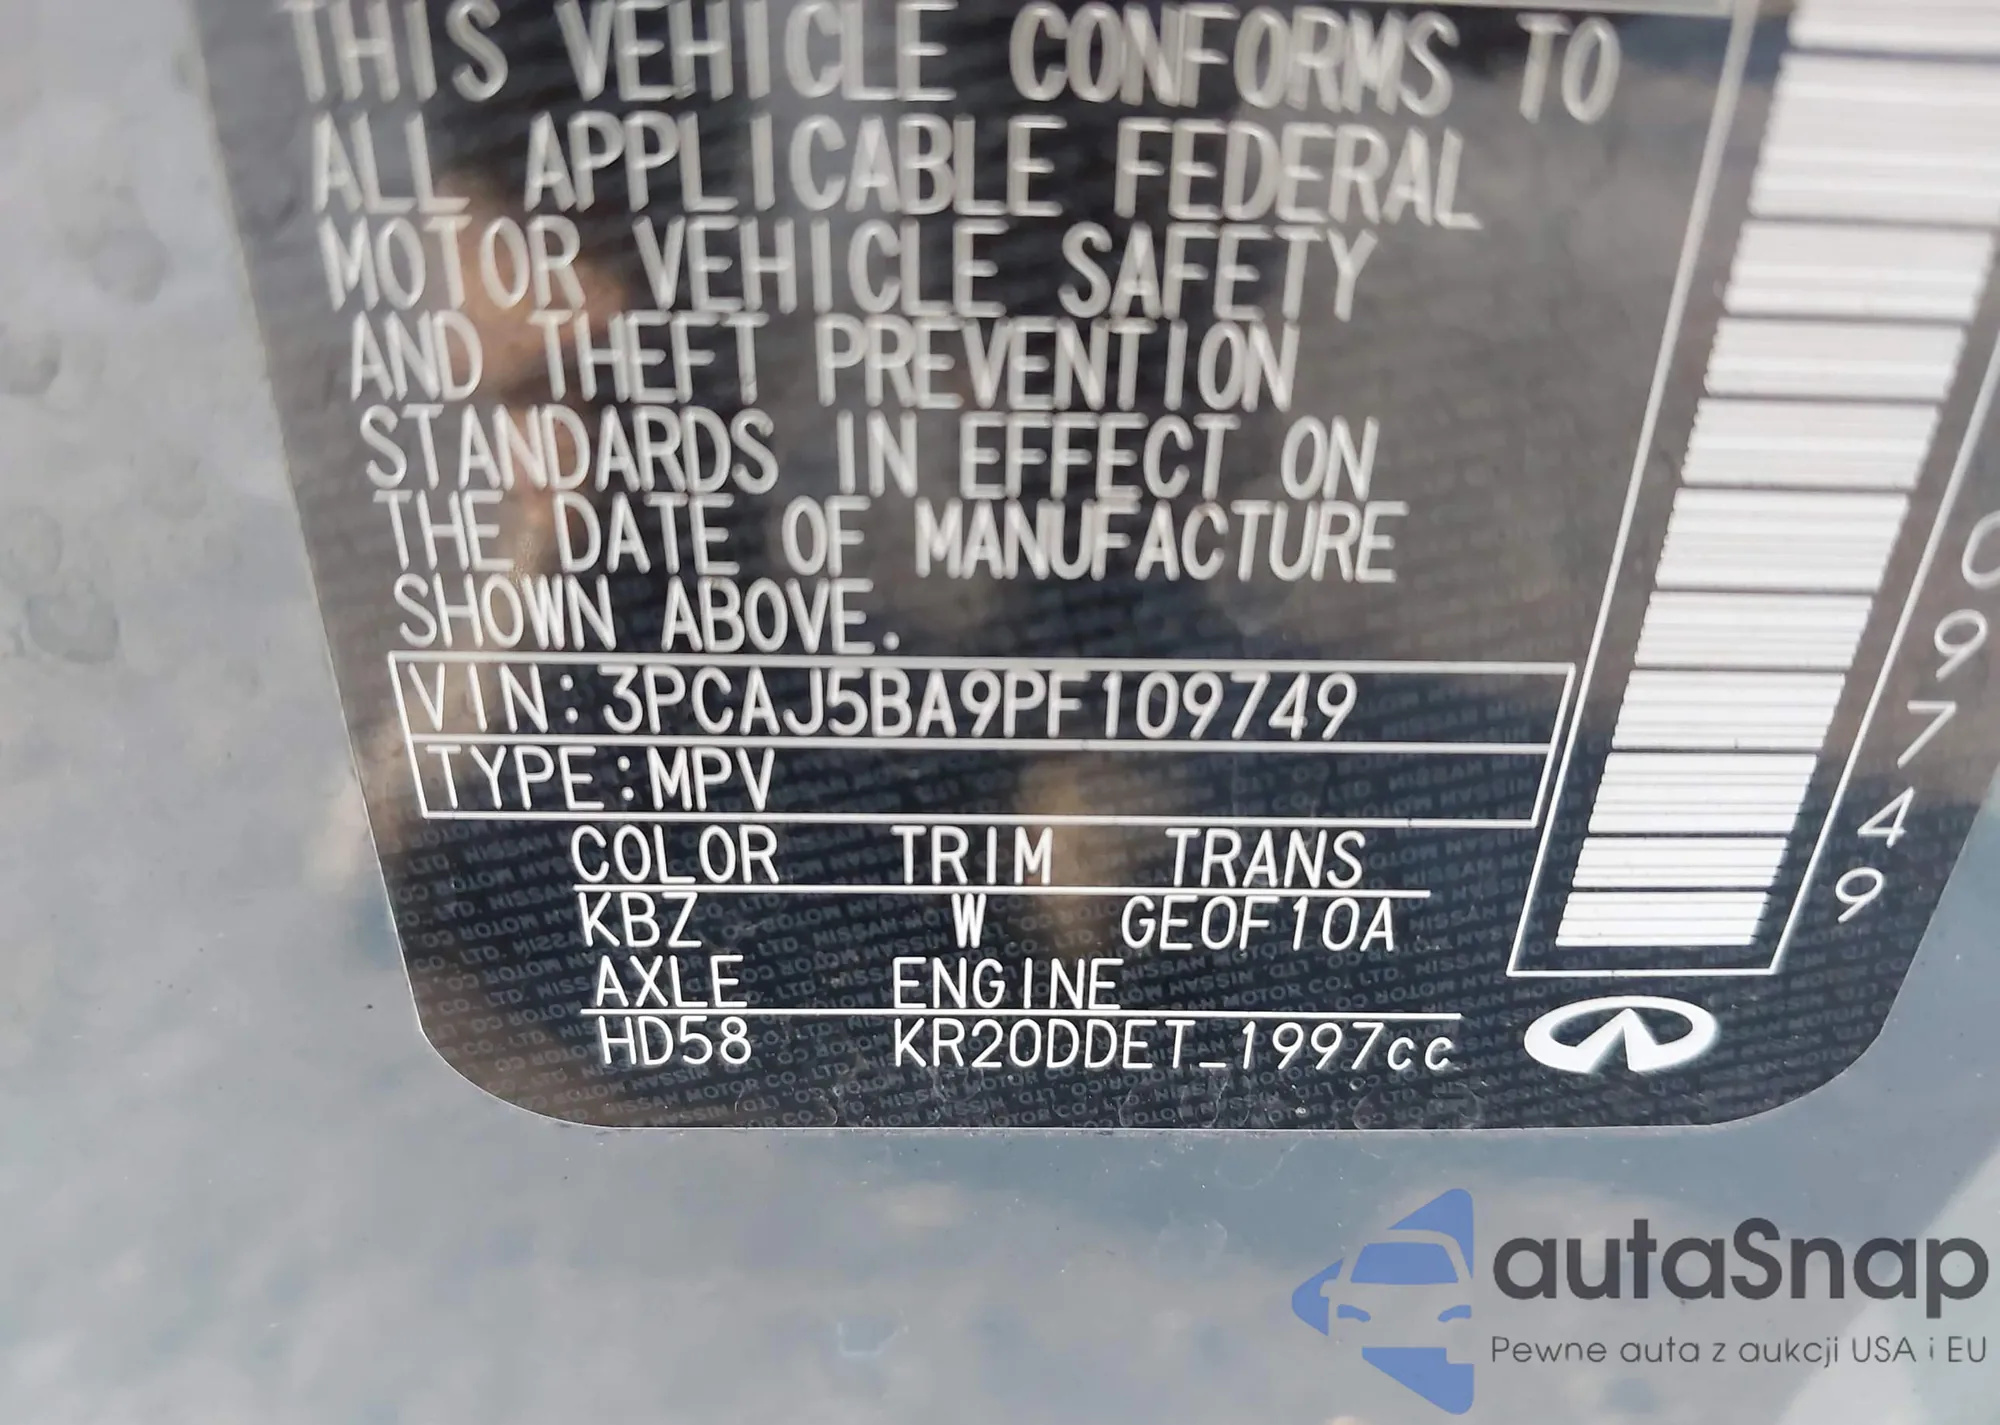 THIS VEHICLE CONFORMS TO
ALL APPLICABLE FEDERAL
MOTOR VEHICLE SAFETY
AND THEFT PREVENTION
STANDARDS IN EFFECT ON
THE DATE OF MANUFACTURE
SHOWN ABOVE.
VIN:3PCAJ5BA9PF109749
TYPE:MPV
COLOR TRIM TRANS
KBZ W GE0F10A
AXLE ENGINE
HD58 KR20DDET_1997cc
09749
autaSnap
Pewne auta z aukcji USA i EU